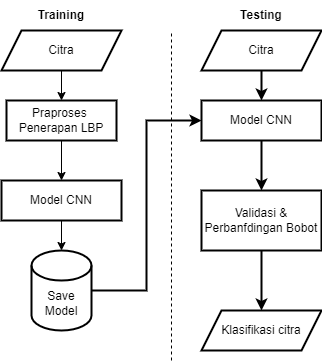 Training
Testing
Citra
Citra
Praproses
Penerapan LBP
Model CNN
Model CNN
Validasi &
Perbanfdingan Bobot
Save
Model
Klasifikasi citra